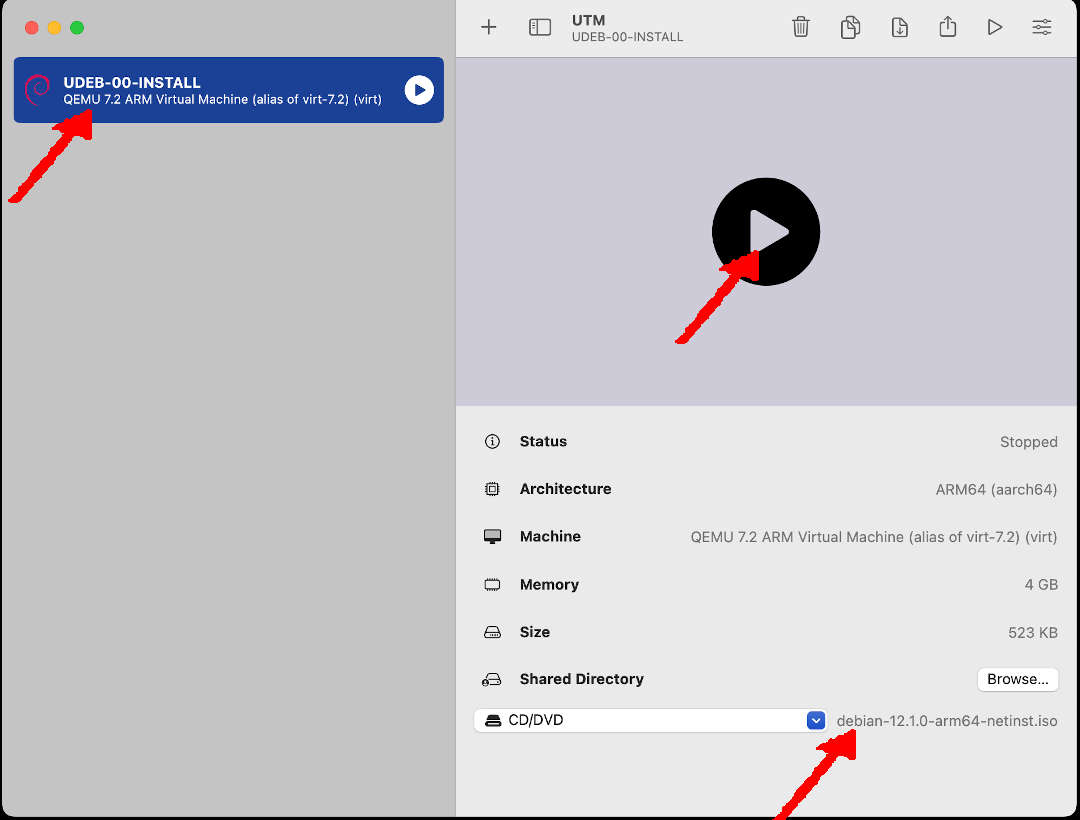 UTM
UDEB-00-INSTALL
UDEB-00-INSTALL
QEMU 7.2 ARM Virtual Machine (alias of virt-7.2) (virt)
Status Stopped
Architecture ARM64 (aarch64)
Machine QEMU 7.2 ARM Virtual Machine (alias of virt-7.2) (virt)
Memory 4 GB
Size 523 KB
Shared Directory Browse...
CD/DVD debian-12.1.0-arm64-netinst.iso